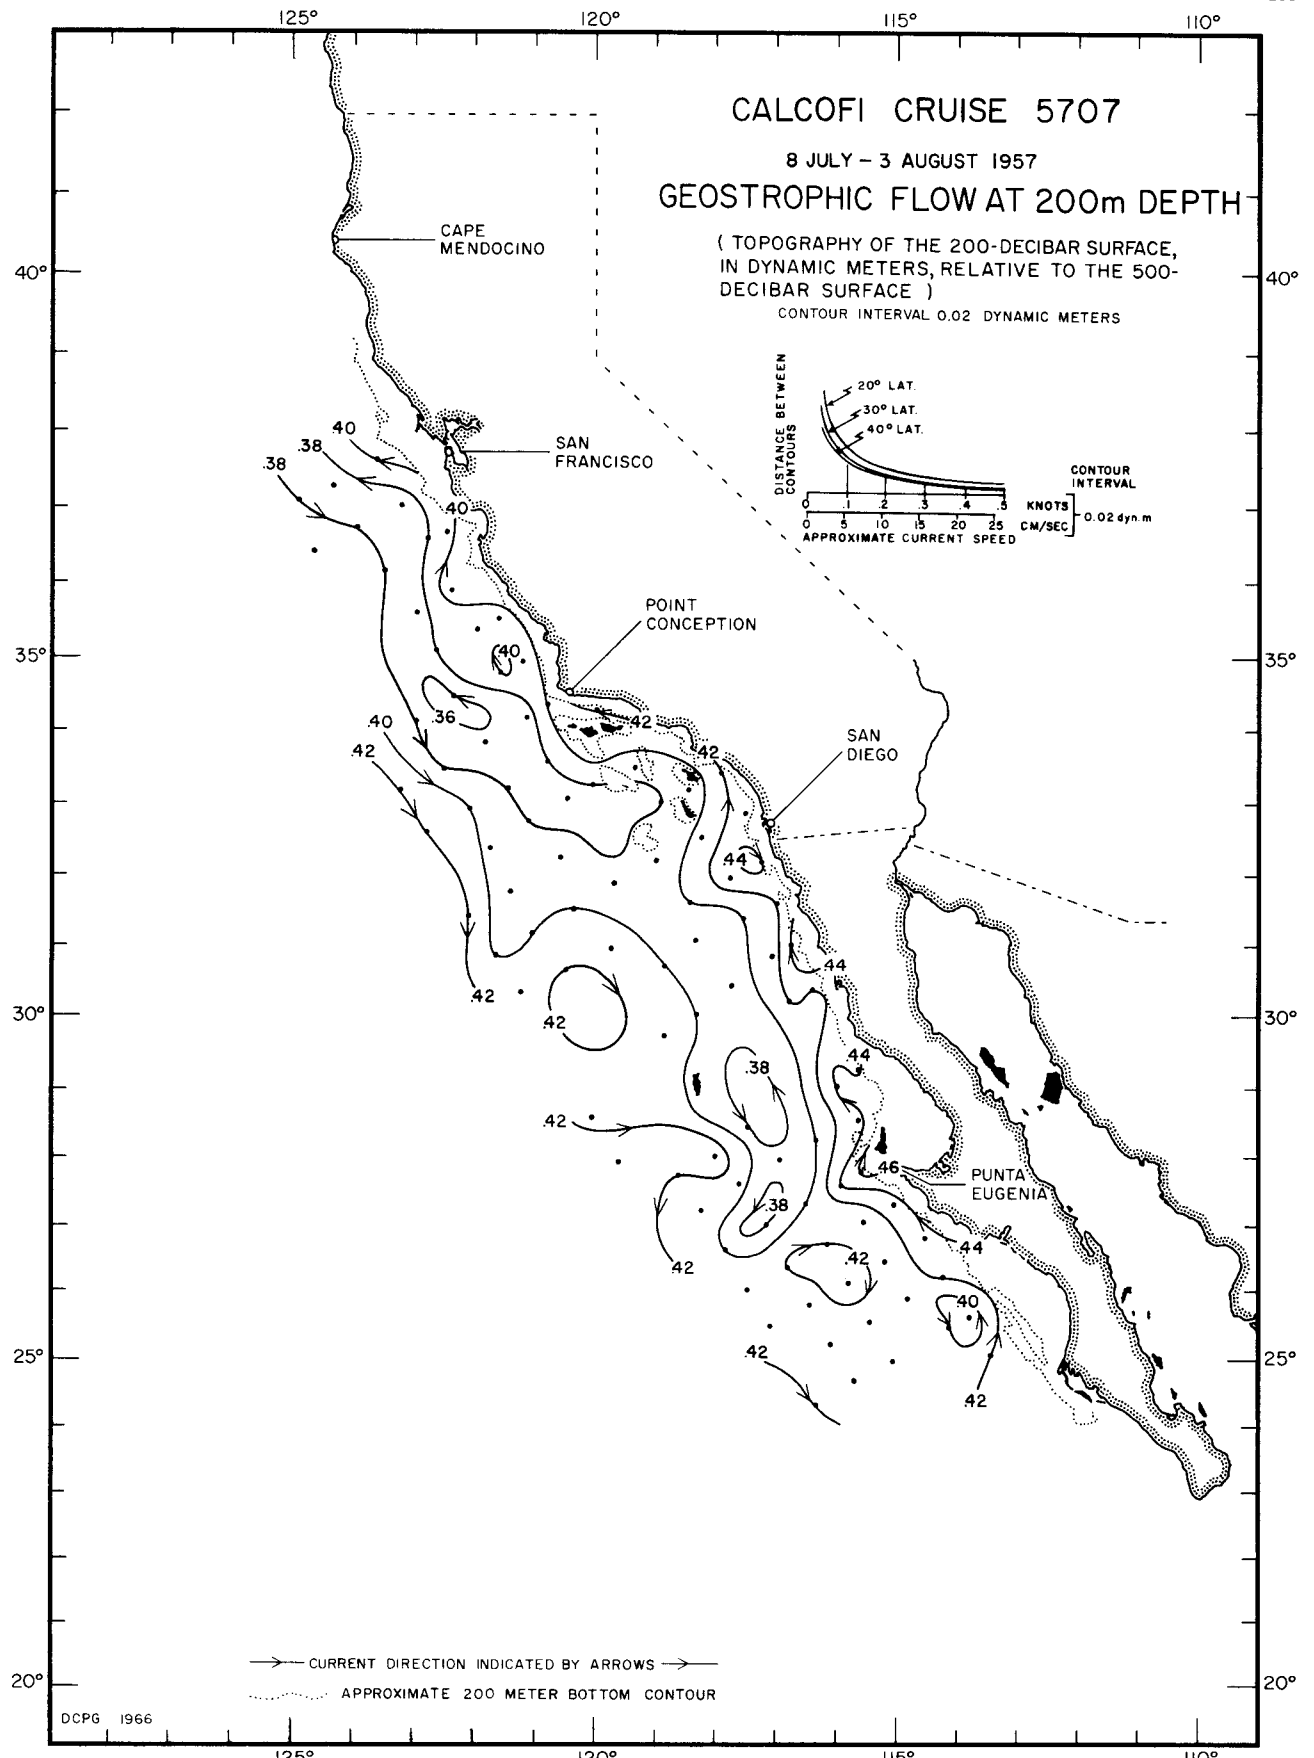 125° 120° 115° 110°
CALCOFI CRUISE 5707
8 JULY – 3 AUGUST 1957
GEOSTROPHIC FLOW AT 200m DEPTH
( TOPOGRAPHY OF THE 200-DECIBAR SURFACE,
IN DYNAMIC METERS, RELATIVE TO THE 500-
DECIBAR SURFACE )
CONTOUR INTERVAL 0.02 DYNAMIC METERS
CAPE
MENDOCINO
40° 40°
DISTANCE BETWEEN
CONTOURS
20° LAT.
30° LAT.
40° LAT.
CONTOUR
INTERVAL
0 .1 .2 .3 .4 .5 KNOTS
0.02 dyn.m
0 5 10 15 20 25 CM/SEC
APPROXIMATE CURRENT SPEED
.40
.38
.38
SAN
FRANCISCO
.40
POINT
CONCEPTION
35° 35°
.40
.36
.40
.42
.42
.42
SAN
DIEGO
.44
.44
.42
.42
30° 30°
.44
.38
.42
.46
PUNTA
EUGENIA
.38
.44
.42
.42
.40
.42
.42
25° 25°
CURRENT DIRECTION INDICATED BY ARROWS
APPROXIMATE 200 METER BOTTOM CONTOUR
20° 20°
DCPG 1966
125° 120° 115° 110°